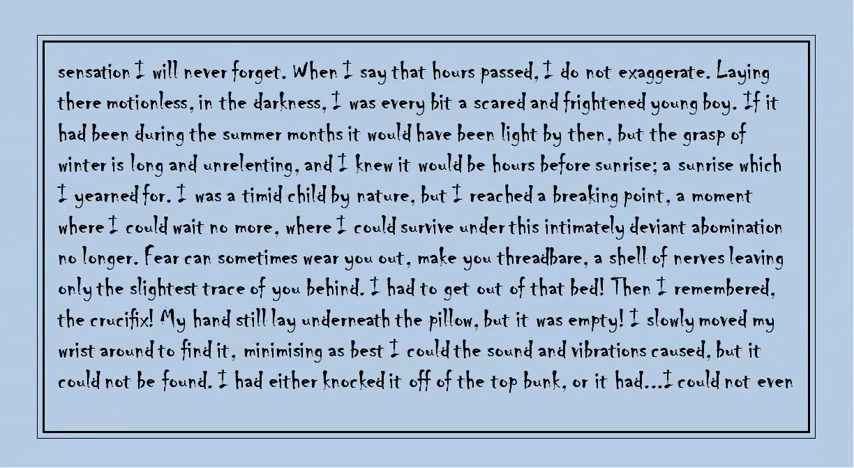 sensation I will never forget. When I say that hours passed, I do not exaggerate. Laying
there motionless, in the darkness, I was every bit a scared and frightened young boy. If it
had been during the summer months it would have been light by then, but the grasp of
winter is long and unrelenting, and I knew it would be hours before sunrise; a sunrise which
I yearned for. I was a timid child by nature, but I reached a breaking point, a moment
where I could wait no more, where I could survive under this intimately deviant abomination
no longer. Fear can sometimes wear you out, make you threadbare, a shell of nerves leaving
only the slightest trace of you behind. I had to get out of that bed! Then I remembered,
the crucifix! My hand still lay underneath the pillow, but it was empty! I slowly moved my
wrist around to find it, minimising as best I could the sound and vibrations caused, but it
could not be found. I had either knocked it off of the top bunk, or it had...I could not even